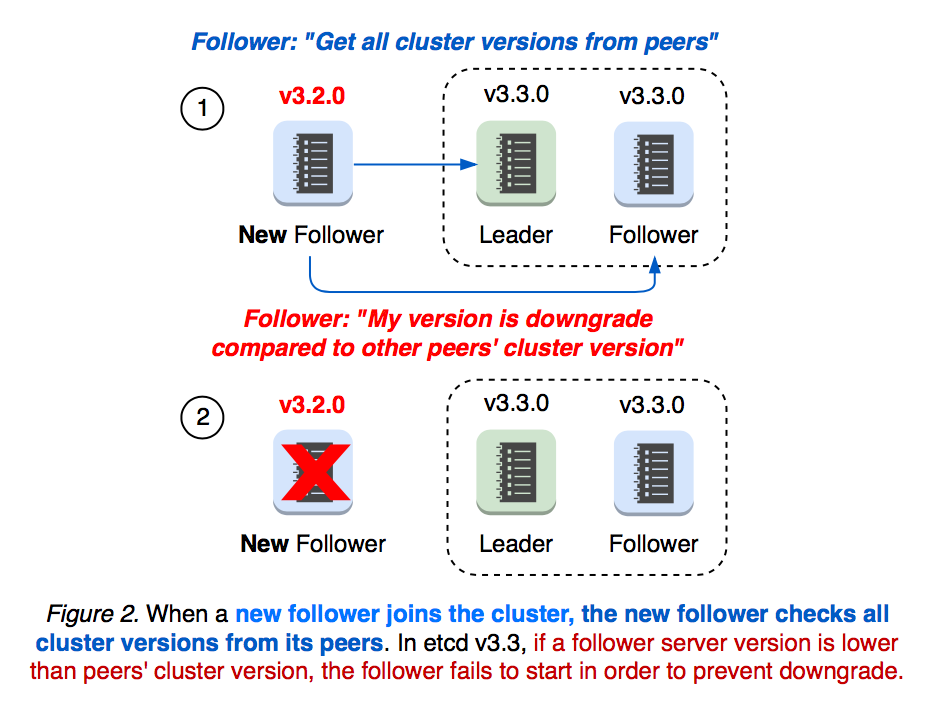 Follower: "Get all cluster versions from peers"
1
v3.2.0
v3.3.0
v3.3.0
New Follower
Leader
Follower
Follower: "My version is downgrade
compared to other peers' cluster version"
2
v3.2.0
v3.3.0
v3.3.0
New Follower
Leader
Follower
Figure 2. When a new follower joins the cluster, the new follower checks all
cluster versions from its peers. In etcd v3.3, if a follower server version is lower
than peers' cluster version, the follower fails to start in order to prevent downgrade.